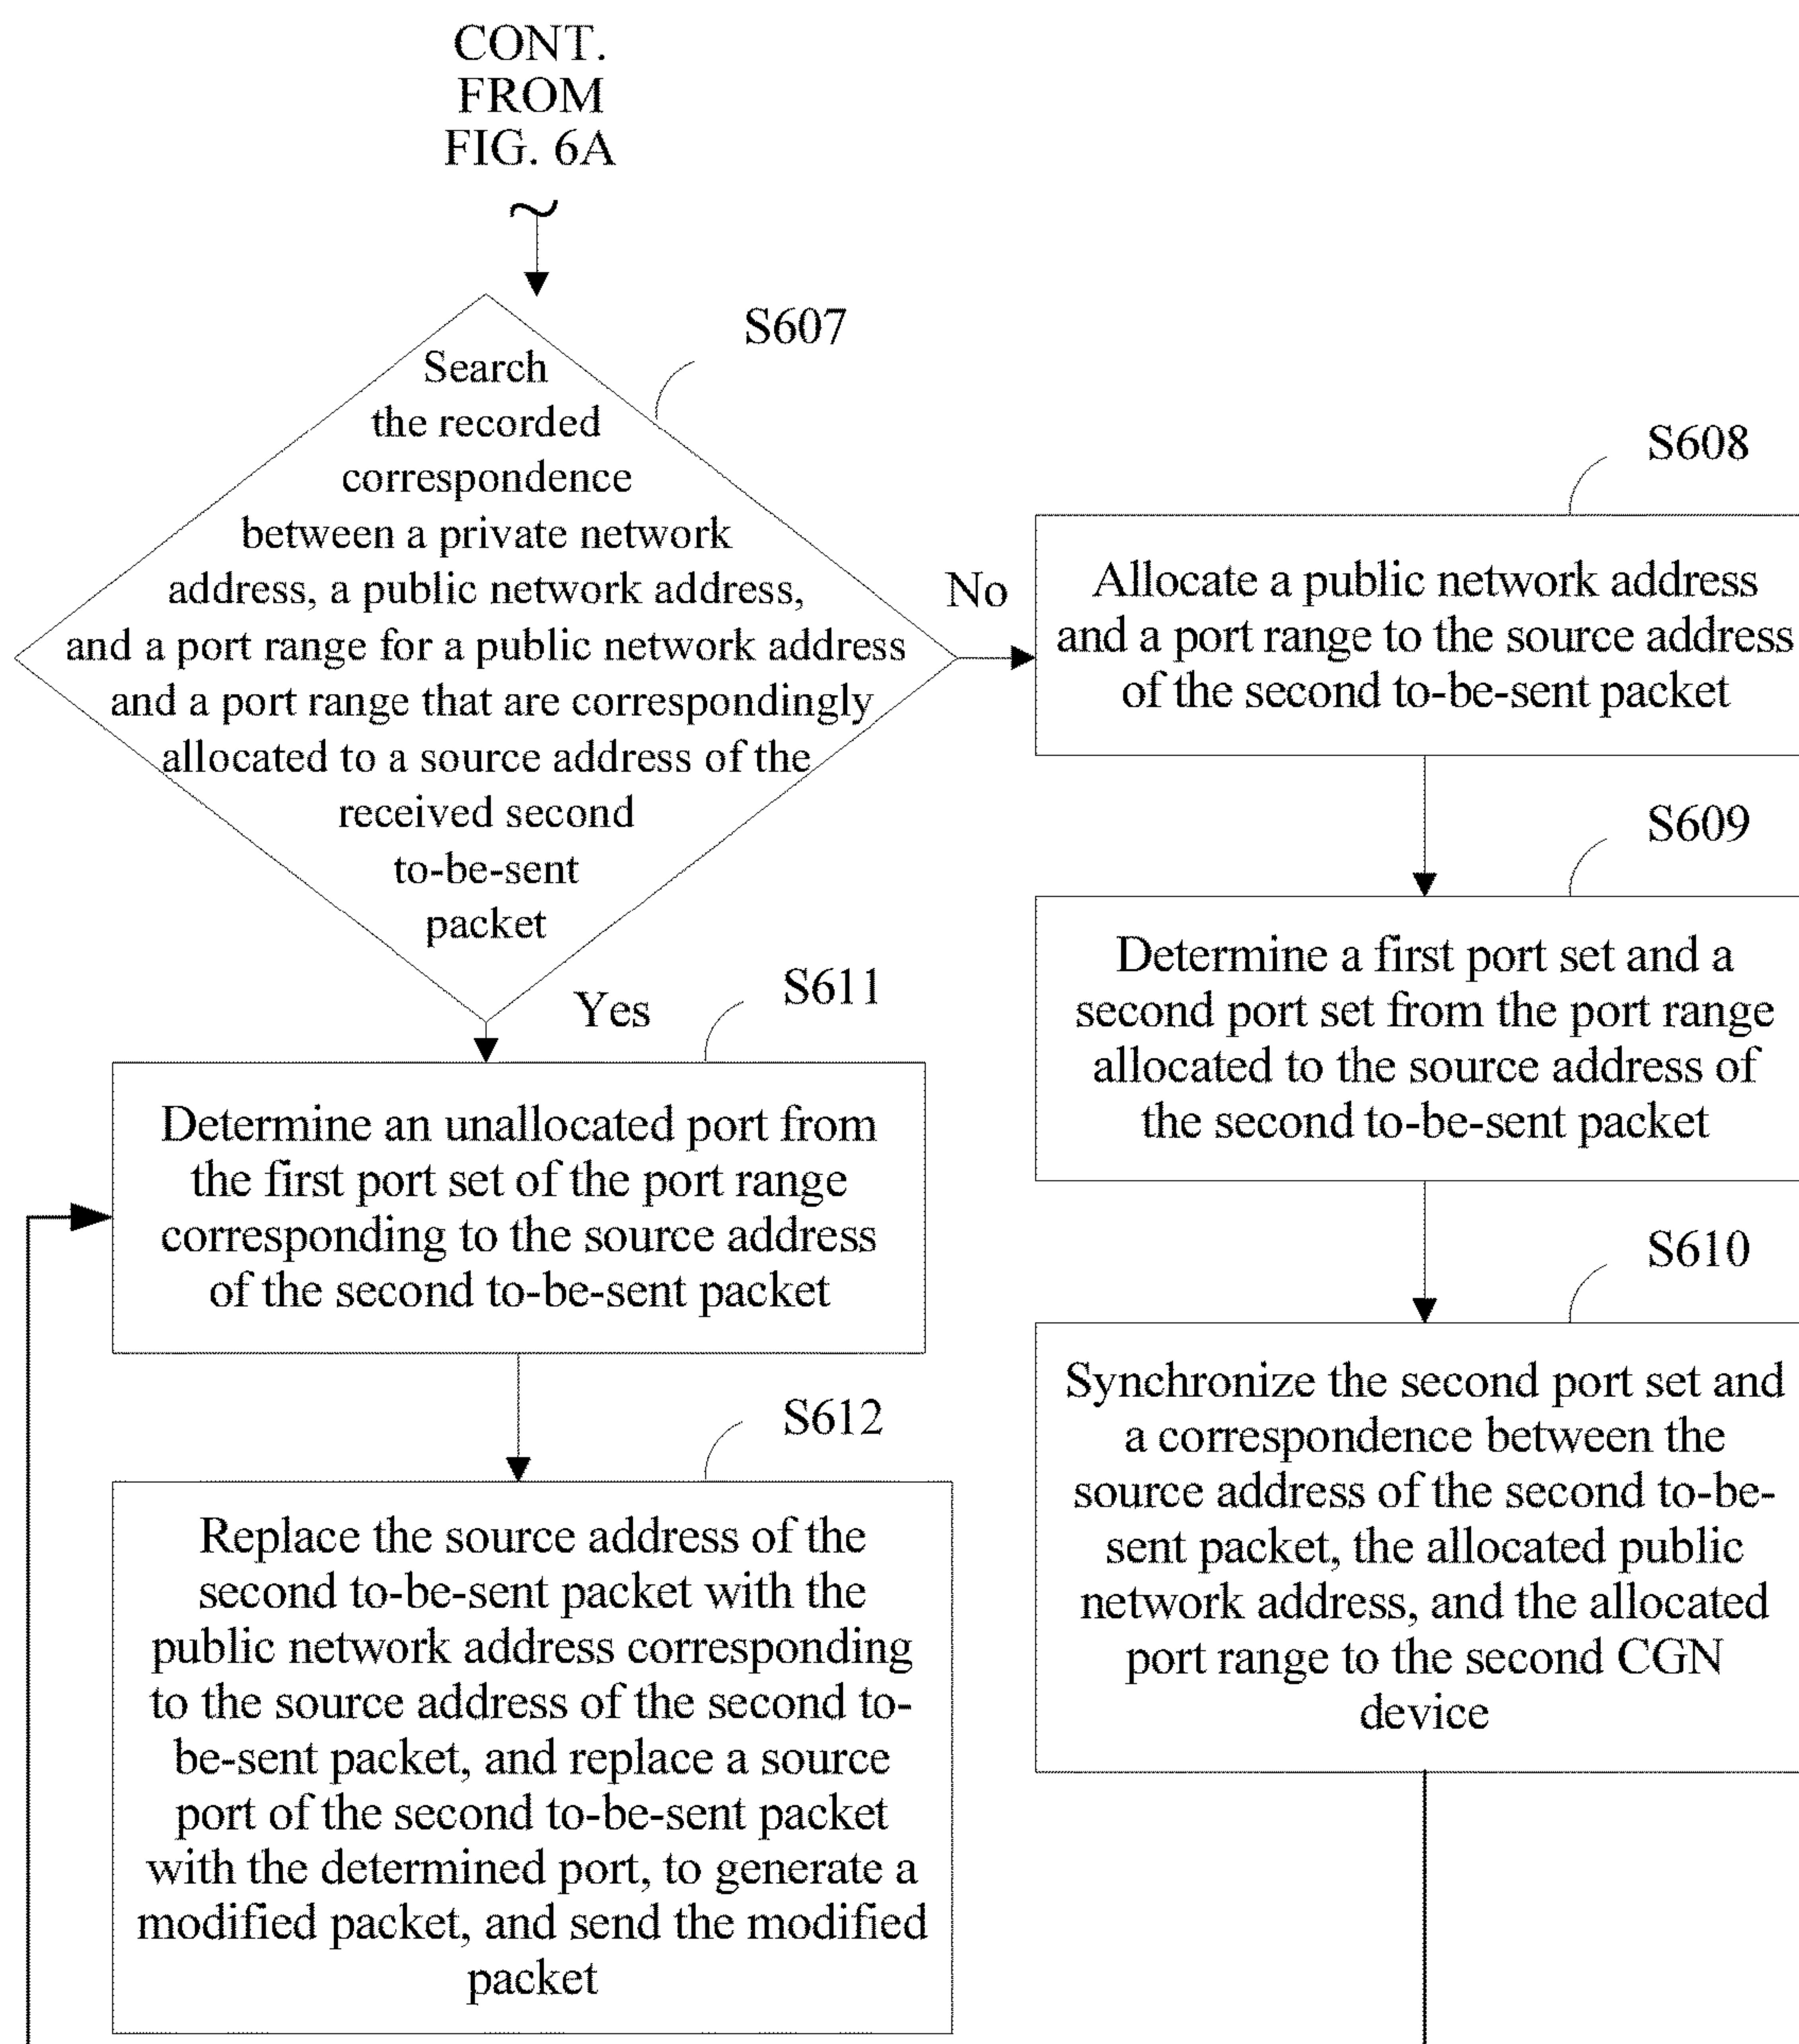 CONT.
FROM
FIG. 6A
S607
Search
the recorded
correspondence
between a private network
address, a public network address,
and a port range for a public network address
and a port range that are correspondingly
allocated to a source address of the
received second
to-be-sent
packet
No
S608
Allocate a public network address
and a port range to the source address
of the second to-be-sent packet
S609
Determine a first port set and a
second port set from the port range
allocated to the source address of
the second to-be-sent packet
S610
Synchronize the second port set and
a correspondence between the
source address of the second to-be-
sent packet, the allocated public
network address, and the allocated
port range to the second CGN
device
Yes
S611
Determine an unallocated port from
the first port set of the port range
corresponding to the source address
of the second to-be-sent packet
S612
Replace the source address of the
second to-be-sent packet with the
public network address corresponding
to the source address of the second to-
be-sent packet, and replace a source
port of the second to-be-sent packet
with the determined port, to generate a
modified packet, and send the modified
packet